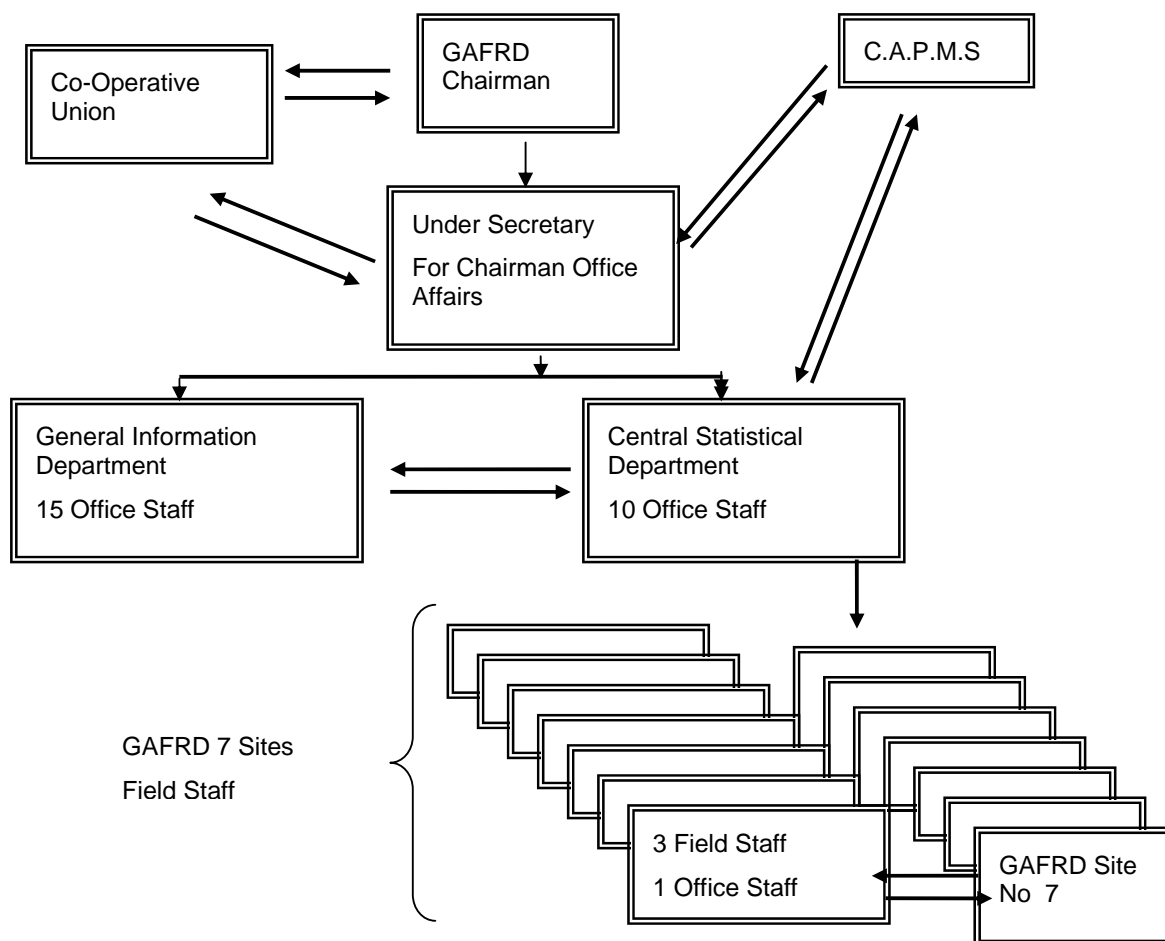 Co-Operative
Union
GAFRD
Chairman
C.A.P.M.S
Under Secretary
For Chairman Office
Affairs
General Information
Department
15 Office Staff
Central Statistical
Department
10 Office Staff
GAFRD 7 Sites
Field Staff
3 Field Staff
1 Office Staff
GAFRD Site
No 7